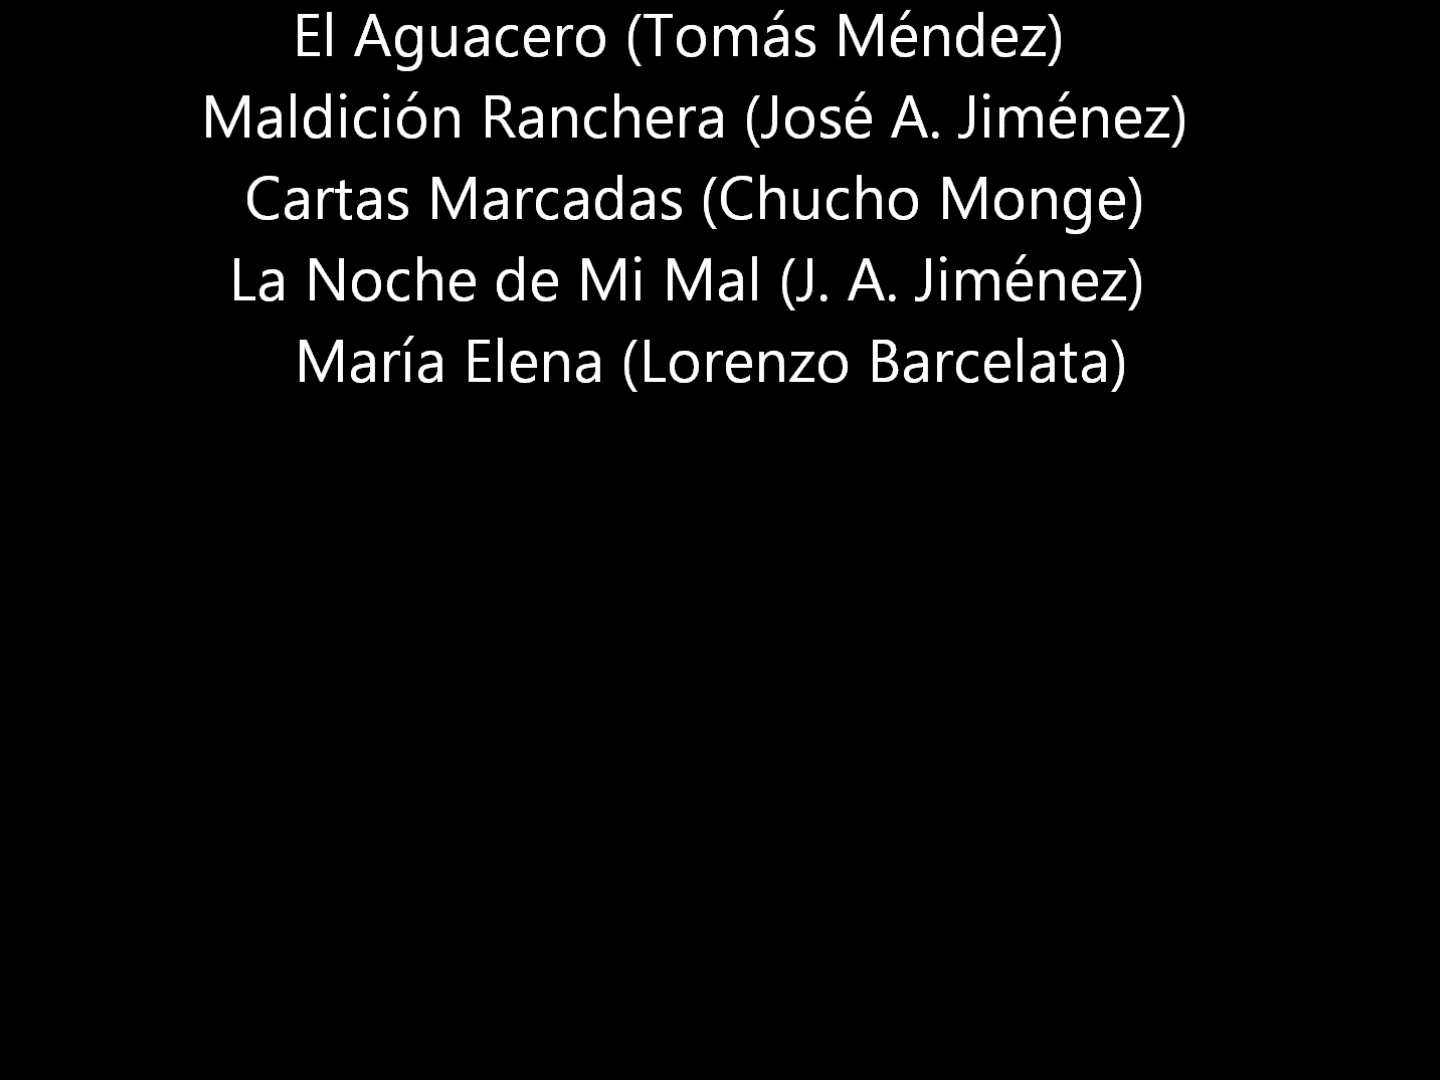 El Aguacero (Tomás Méndez)
Maldición Ranchera (José A. Jiménez)
Cartas Marcadas (Chucho Monge)
La Noche de Mi Mal (J. A. Jiménez)
María Elena (Lorenzo Barcelata)